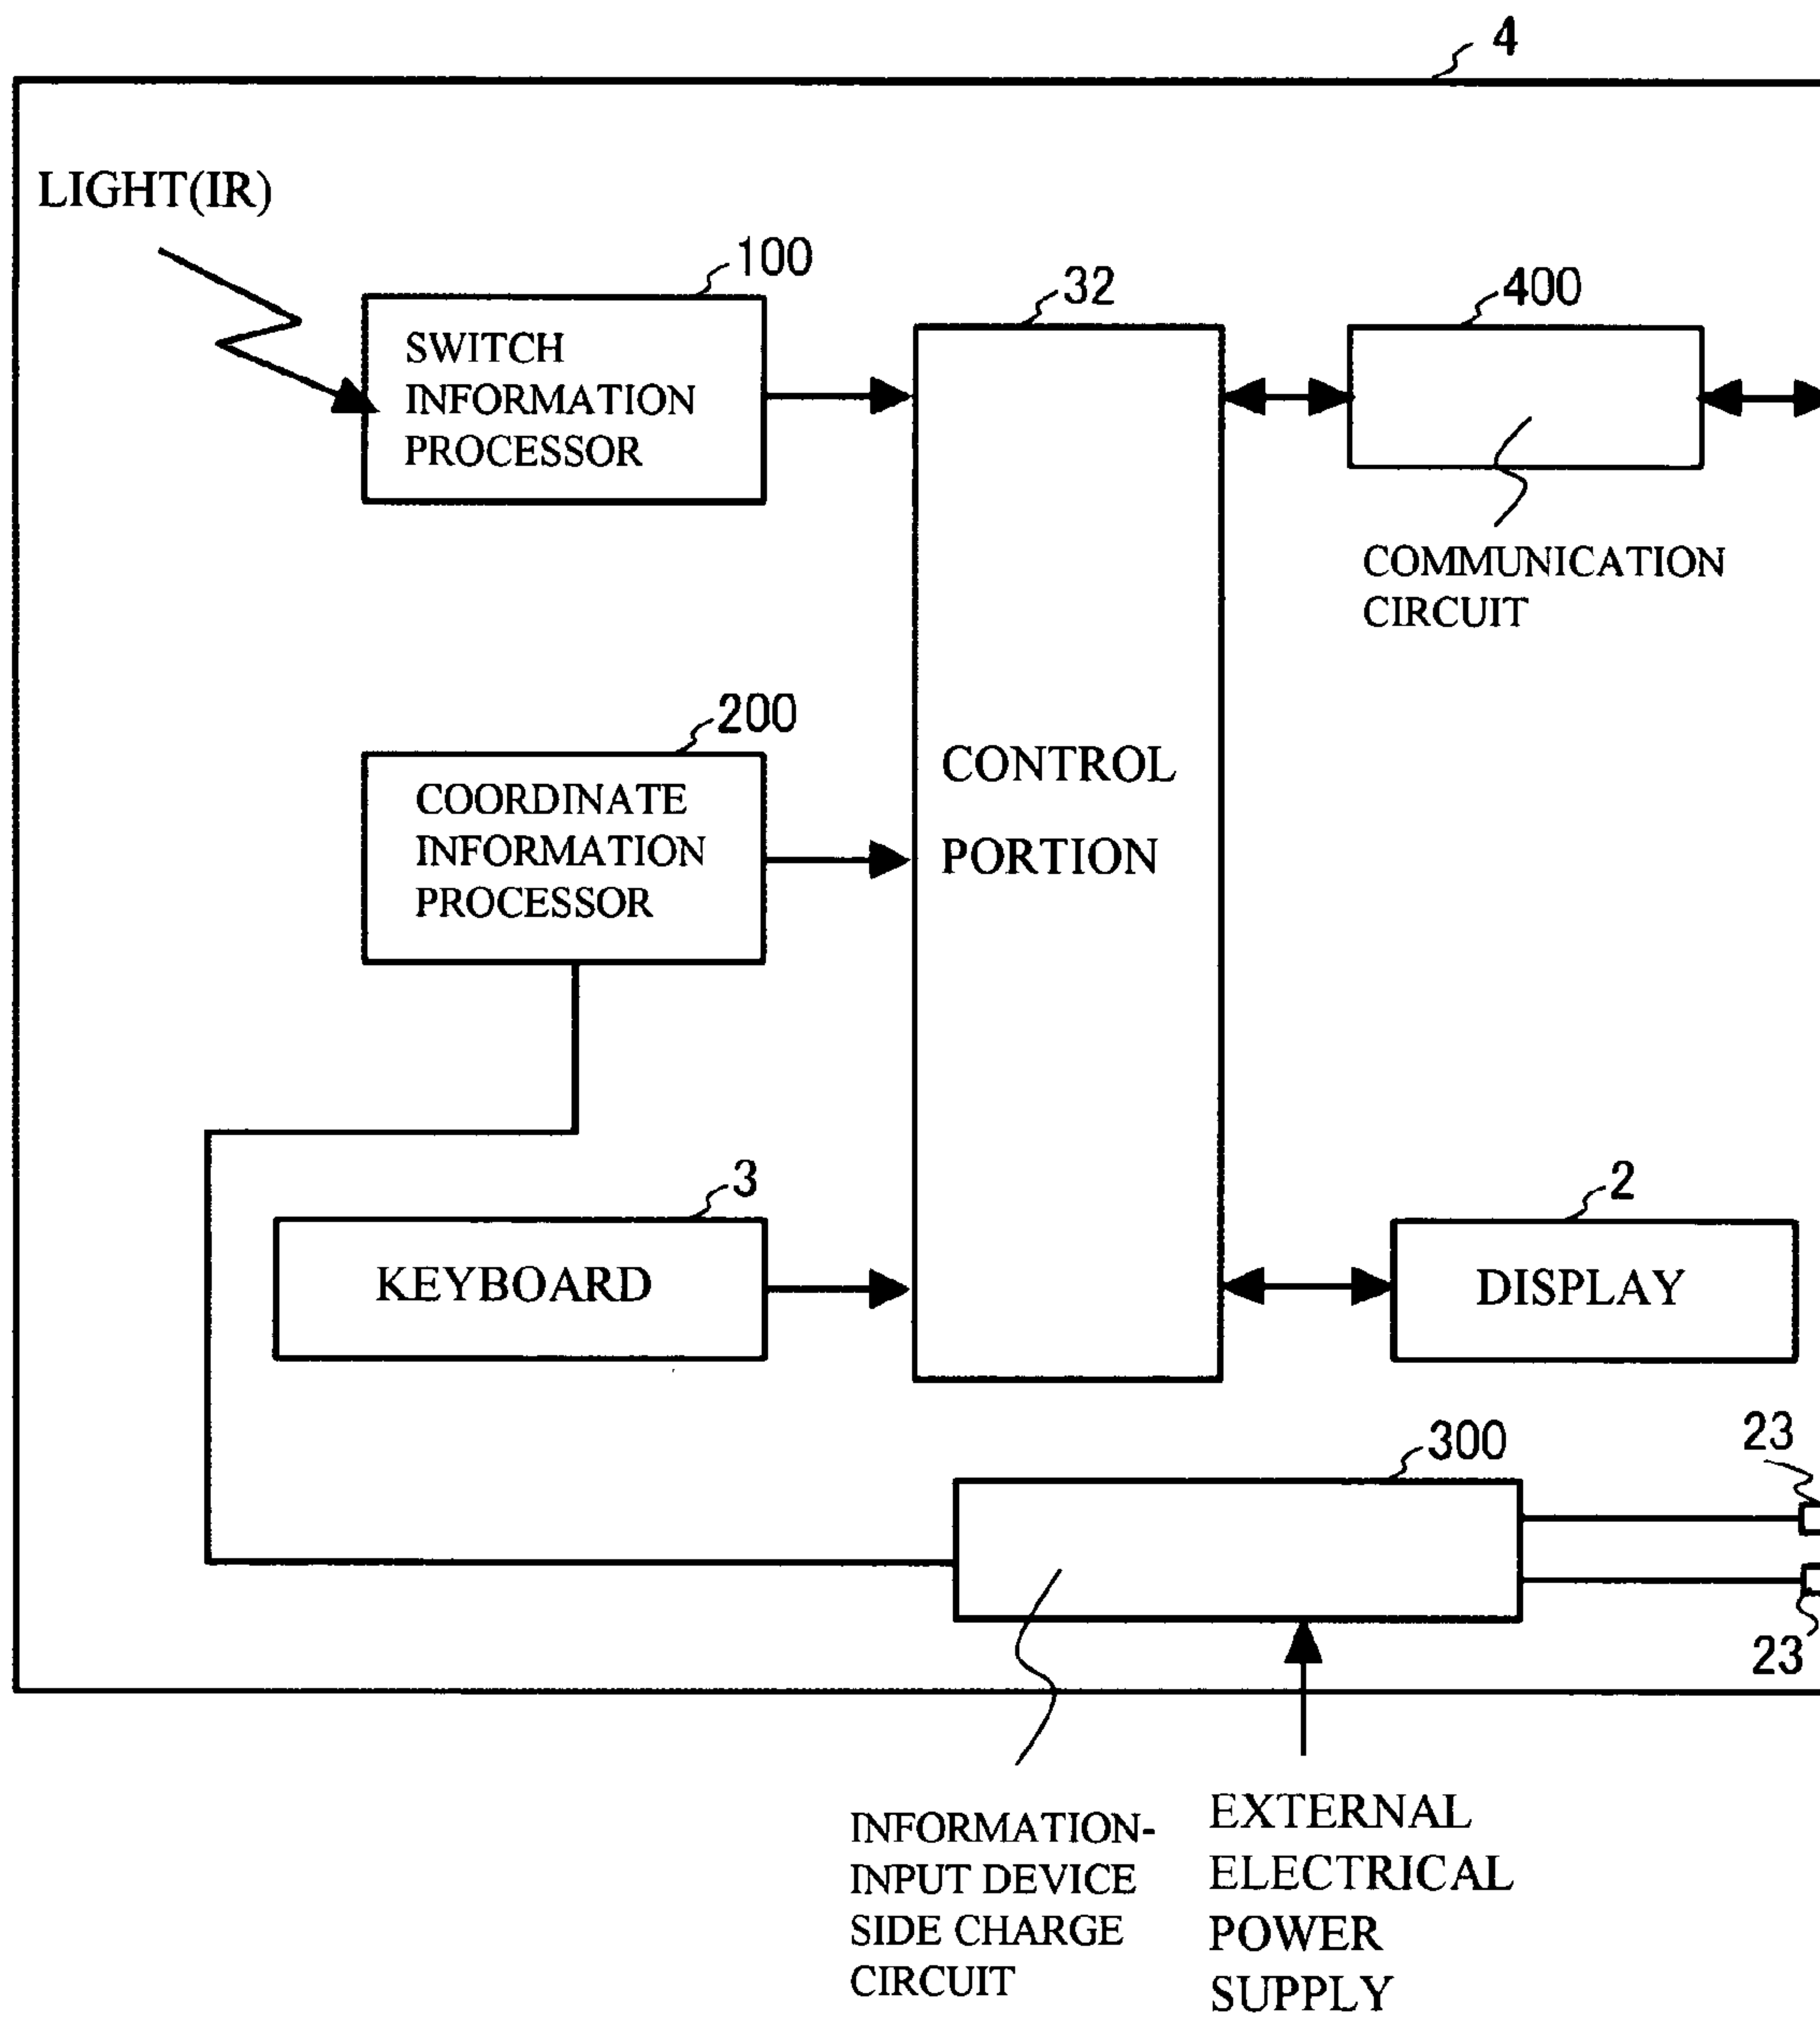 4
LIGHT(IR)
100
32
400
SWITCH
INFORMATION
PROCESSOR
COMMUNICATION
CIRCUIT
200
COORDINATE
INFORMATION
PROCESSOR
CONTROL
PORTION
3
2
KEYBOARD
DISPLAY
300
23
23
INFORMATION-
INPUT DEVICE
SIDE CHARGE
CIRCUIT
EXTERNAL
ELECTRICAL
POWER
SUPPLY